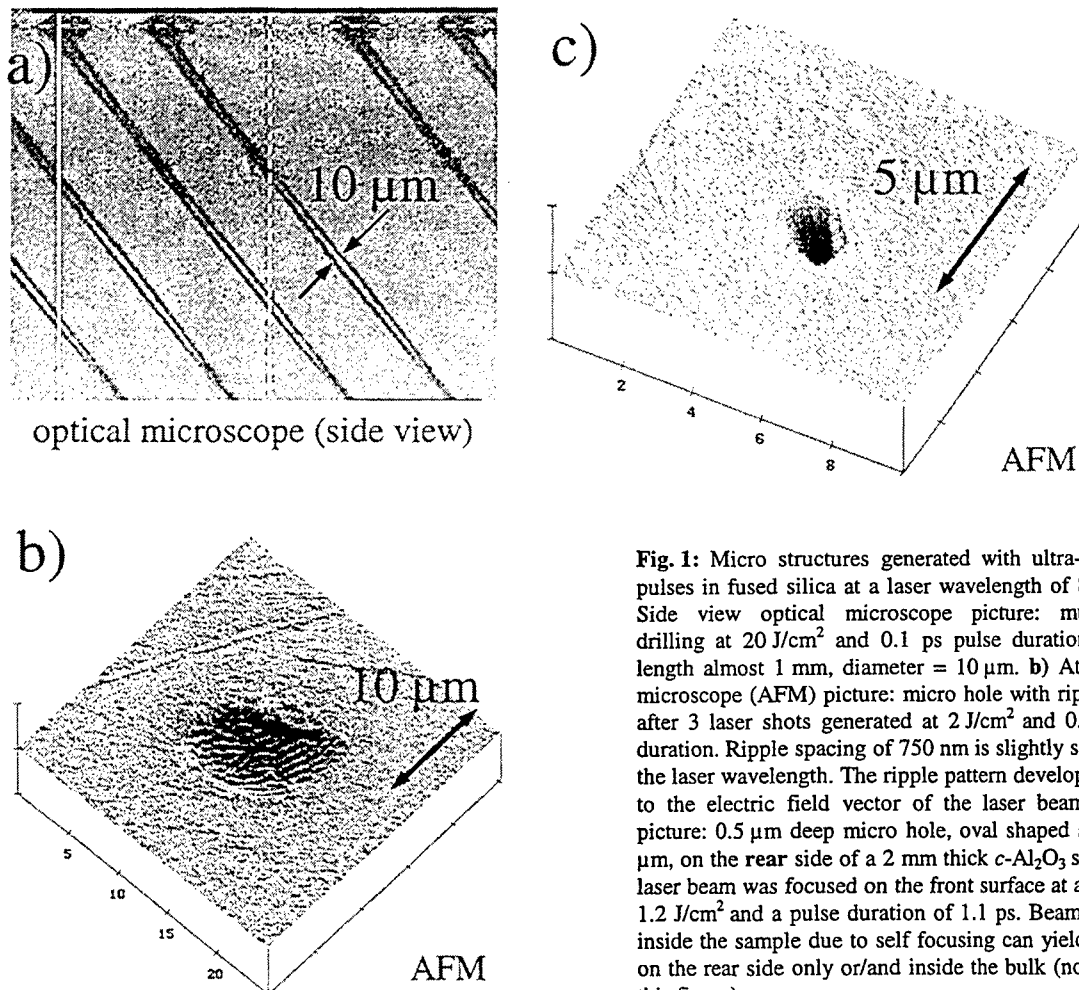 a)
10 µm
optical microscope (side view)
c)
5 µm
2
4
6
8
AFM
b)
10 µm
5
10
15
20
AFM
Fig. 1: Micro structures generated with ultra-
pulses in fused silica at a laser wavelength of
Side view optical microscope picture:
drilling at 20 J/cm² and 0.1 ps pulse duration
length almost 1 mm, diameter = 10 µm. b)
microscope (AFM) picture: micro hole with
after 3 laser shots generated at 2 J/cm² and
duration. Ripple spacing of 750 nm is slightly
the laser wavelength. The ripple pattern
to the electric field vector of the laser beam
picture: 0.5 µm deep micro hole, oval shaped
µm, on the rear side of a 2 mm thick c-Al₂O₃
laser beam was focused on the front surface at
1.2 J/cm² and a pulse duration of 1.1 ps. Beam
inside the sample due to self focusing can yield
on the rear side only or/and inside the bulk